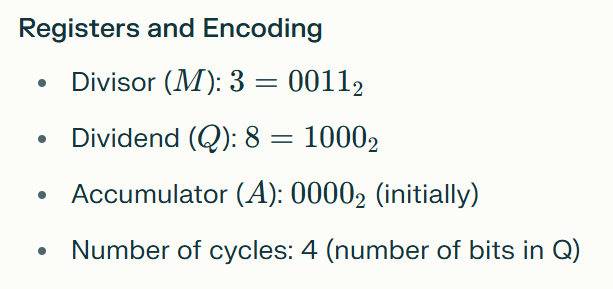 Registers and Encoding
• Divisor (M): 3 = 0011₂
• Dividend (Q): 8 = 1000₂
• Accumulator (A): 0000₂ (initially)
• Number of cycles: 4 (number of bits in Q)